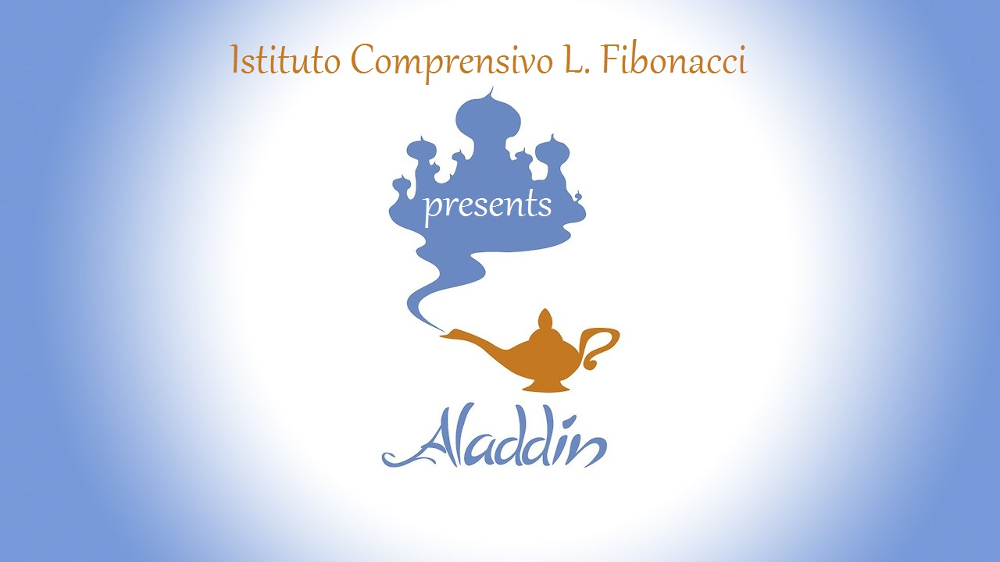 Istituto Comprensivo L. Fibonacci
presents
Aladdin